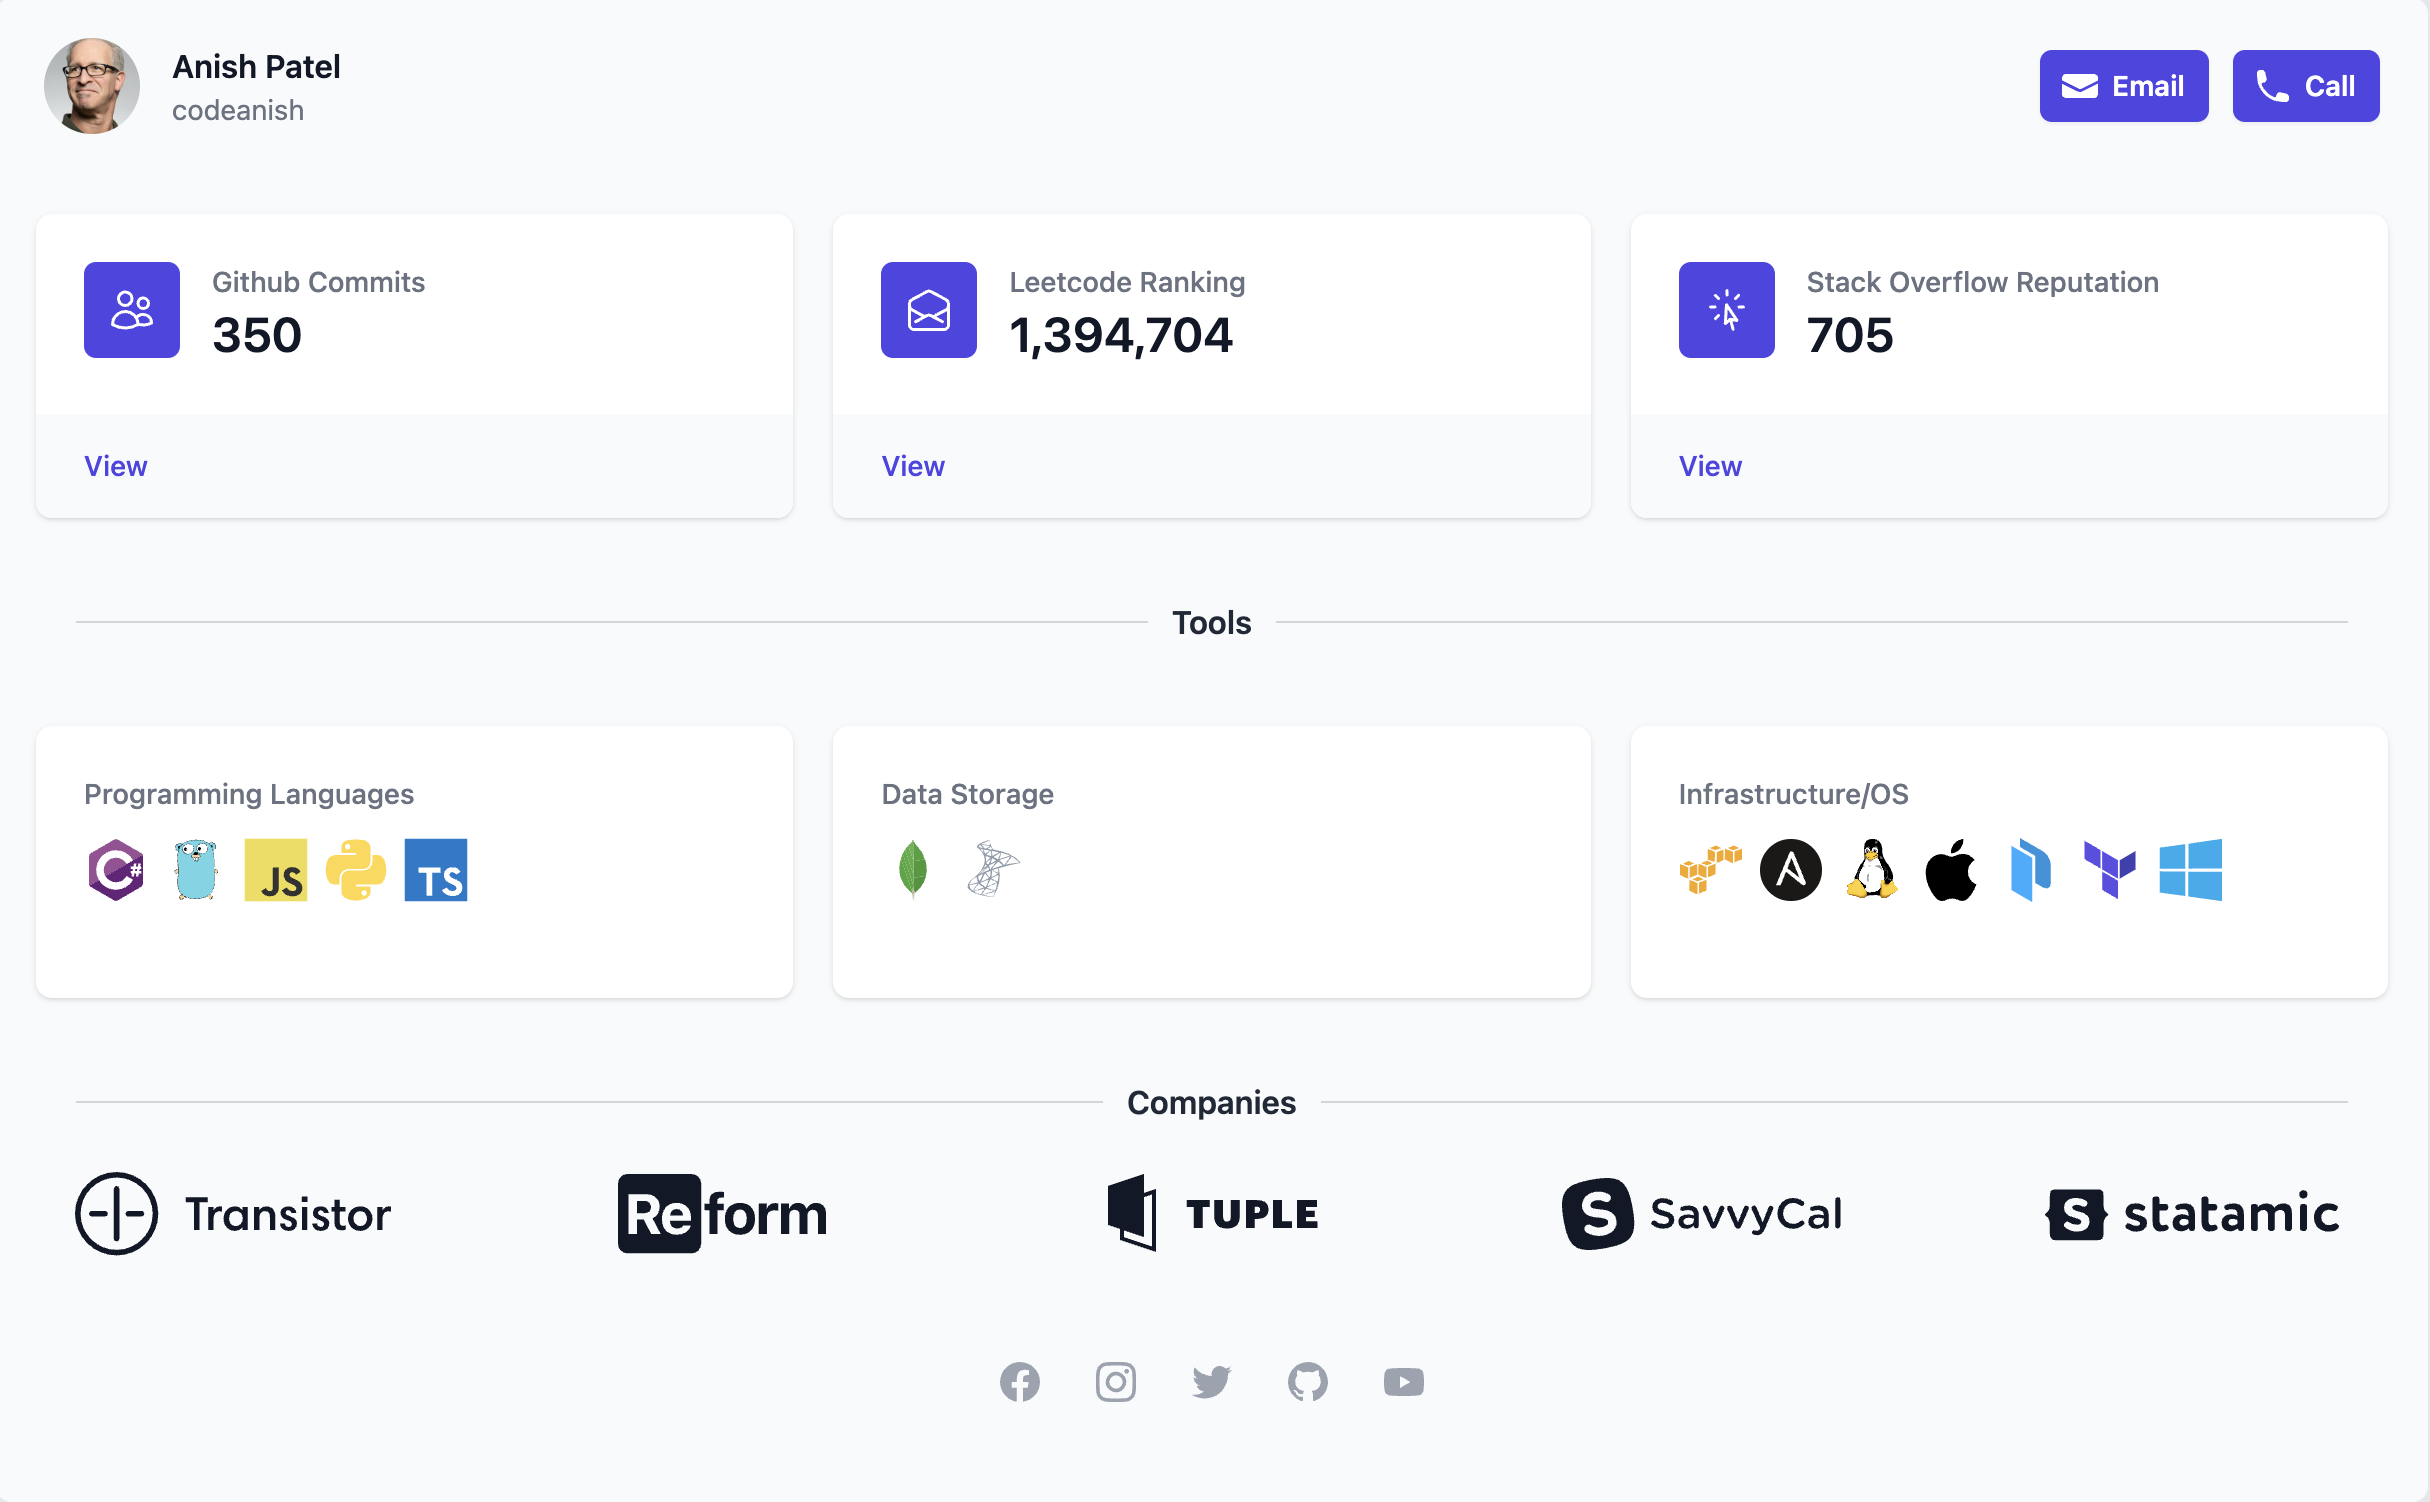 Anish Patel
codeanish
Email
Call
Github Commits
350
Leetcode Ranking
1,394,704
Stack Overflow Reputation
705
View
View
View
Tools
Programming Languages
C#
JS
TS
Data Storage
Infrastructure/OS
Companies
Transistor
Reform
TUPLE
S SavvyCal
S statamic